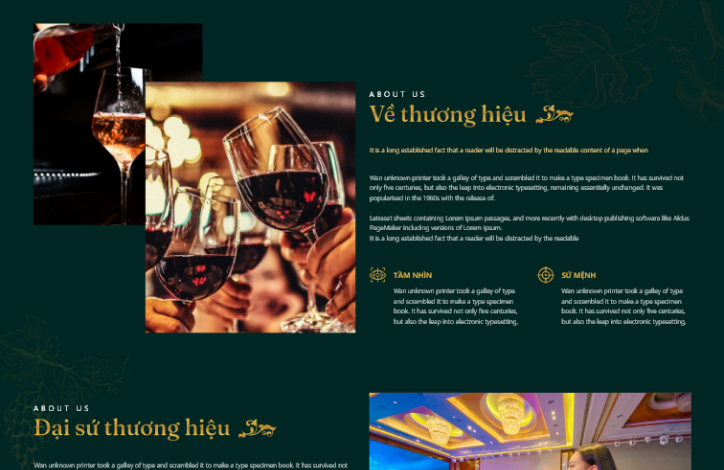 ABOUT US
Về thương hiệu
It is a long established fact that a reader will be distracted by the readable content of a page when
Wan unknown printer took a galley of type and scrambled it to make a type specimen book. It has survived not
only five centuries, but also the leap into electronic typesetting, remaining essentially unchanged. It was
popularised in the 1960s with the release of.
Letraset sheets containing Lorem Ipsum passages, and more recently with desktop publishing software like Aldus
PageMaker including versions of Lorem Ipsum.
It is a long established fact that a reader will be distracted by the readable
TẦM NHÌN
Wan unknown printer took a galley of type
and scrambled it to make a type specimen
book. It has survived not only five centuries,
but also the leap into electronic typesetting,
SỨ MỆNH
Wan unknown printer took a galley of type
and scrambled it to make a type specimen
book. It has survived not only five centuries,
but also the leap into electronic typesetting,
ABOUT US
Đại sứ thương hiệu
Wan unknown printer took a galley of type and scrambled it to make a type specimen book. It has survived not